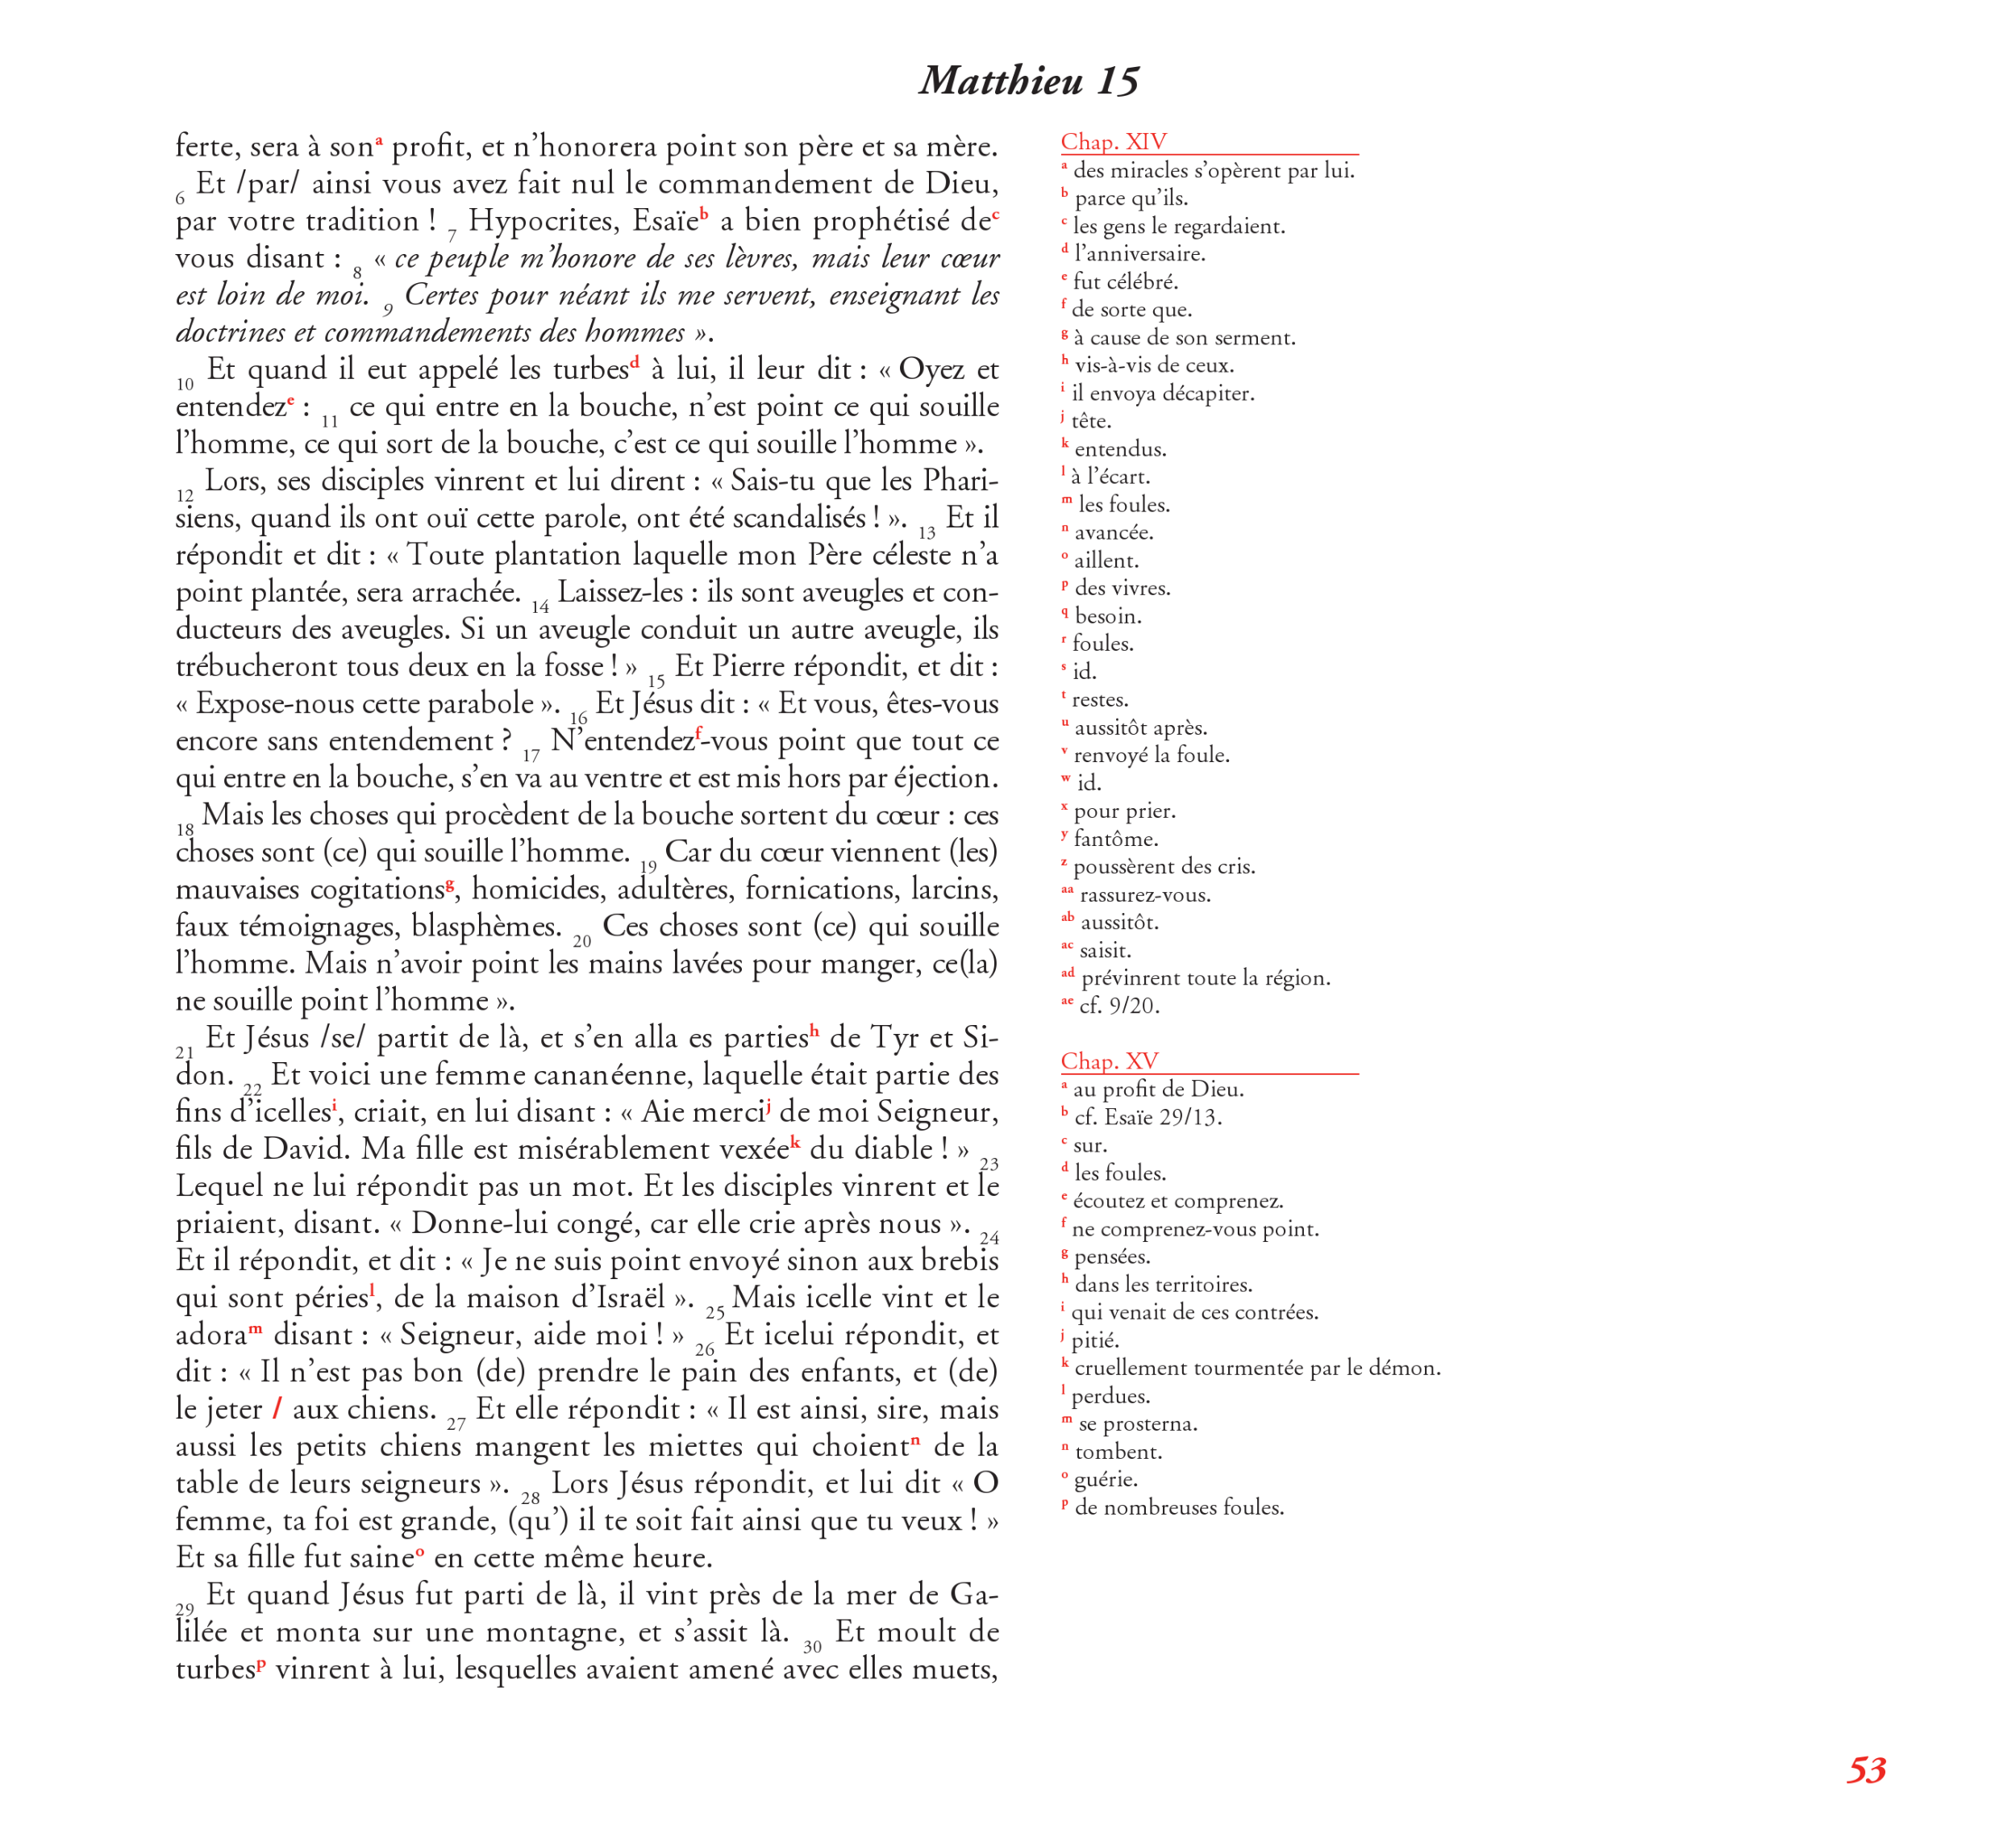 Matthieu 15
ferte, sera à sonᵃ profit, et n’honorera point son père et sa mère.
6 Et /par/ ainsi vous avez fait nul le commandement de Dieu,
par votre tradition ! 7 Hypocrites, Esaïeᵇ a bien prophétisé deᶜ
vous disant : 8 « ce peuple m’honore de ses lèvres, mais leur cœur
est loin de moi. 9 Certes pour néant ils me servent, enseignant les
doctrines et commandements des hommes ».
10 Et quand il eut appelé les turbesᵈ à lui, il leur dit : « Oyez et
entendezᵉ : 11 ce qui entre en la bouche, n’est point ce qui souille
l’homme, ce qui sort de la bouche, c’est ce qui souille l’homme ».
12 Lors, ses disciples vinrent et lui dirent : « Sais-tu que les Phari-
siens, quand ils ont ouï cette parole, ont été scandalisés ! ». 13 Et il
répondit et dit : « Toute plantation laquelle mon Père céleste n’a
point plantée, sera arrachée. 14 Laissez-les : ils sont aveugles et con-
ducteurs des aveugles. Si un aveugle conduit un autre aveugle, ils
trébucheront tous deux en la fosse ! » 15 Et Pierre répondit, et dit :
« Expose-nous cette parabole ». 16 Et Jésus dit : « Et vous, êtes-vous
encore sans entendement ? 17 N’entendezᶠ-vous point que tout ce
qui entre en la bouche, s’en va au ventre et est mis hors par éjection.
18 Mais les choses qui procèdent de la bouche sortent du cœur : ces
choses sont (ce) qui souille l’homme. 19 Car du cœur viennent (les)
mauvaises cogitationsᵍ, homicides, adultères, fornications, larcins,
faux témoignages, blasphèmes. 20 Ces choses sont (ce) qui souille
l’homme. Mais n’avoir point les mains lavées pour manger, ce(la)
ne souille point l’homme ».
21 Et Jésus /se/ partit de là, et s’en alla es partiesʰ de Tyr et Si-
don. 22 Et voici une femme cananéenne, laquelle était partie des
fins d’icellesⁱ, criait, en lui disant : « Aie merciʲ de moi Seigneur,
fils de David. Ma fille est misérablement vexéeᵏ du diable ! » 23
Lequel ne lui répondit pas un mot. Et les disciples vinrent et le
priaient, disant. « Donne-lui congé, car elle crie après nous ». 24
Et il répondit, et dit : « Je ne suis point envoyé sinon aux brebis
qui sont périesˡ, de la maison d’Israël ». 25 Mais icelle vint et le
adoraᵐ disant : « Seigneur, aide moi ! » 26 Et icelui répondit, et
dit : « Il n’est pas bon (de) prendre le pain des enfants, et (de)
le jeter / aux chiens. 27 Et elle répondit : « Il est ainsi, sire, mais
aussi les petits chiens mangent les miettes qui choientⁿ de la
table de leurs seigneurs ». 28 Lors Jésus répondit, et lui dit « O
femme, ta foi est grande, (qu’) il te soit fait ainsi que tu veux ! »
Et sa fille fut saineᵒ en cette même heure.
29 Et quand Jésus fut parti de là, il vint près de la mer de Ga-
lilée et monta sur une montagne, et s’assit là. 30 Et moult de
turbesᵖ vinrent à lui, lesquelles avaient amené avec elles muets,
Chap. XIV
a des miracles s’opèrent par lui.
b parce qu’ils.
c les gens le regardaient.
d l’anniversaire.
e fut célébré.
f de sorte que.
g à cause de son serment.
h vis-à-vis de ceux.
i il envoya décapiter.
j tête.
k entendus.
l à l’écart.
m les foules.
n avancée.
o aillent.
p des vivres.
q besoin.
r foules.
s id.
t restes.
u aussitôt après.
v renvoyé la foule.
w id.
x pour prier.
y fantôme.
z poussèrent des cris.
aa rassurez-vous.
ab aussitôt.
ac saisit.
ad prévinrent toute la région.
ae cf. 9/20.
Chap. XV
a au profit de Dieu.
b cf. Esaïe 29/13.
c sur.
d les foules.
e écoutez et comprenez.
f ne comprenez-vous point.
g pensées.
h dans les territoires.
i qui venait de ces contrées.
j pitié.
k cruellement tourmentée par le démon.
l perdues.
m se prosterna.
n tombent.
o guérie.
p de nombreuses foules.
53